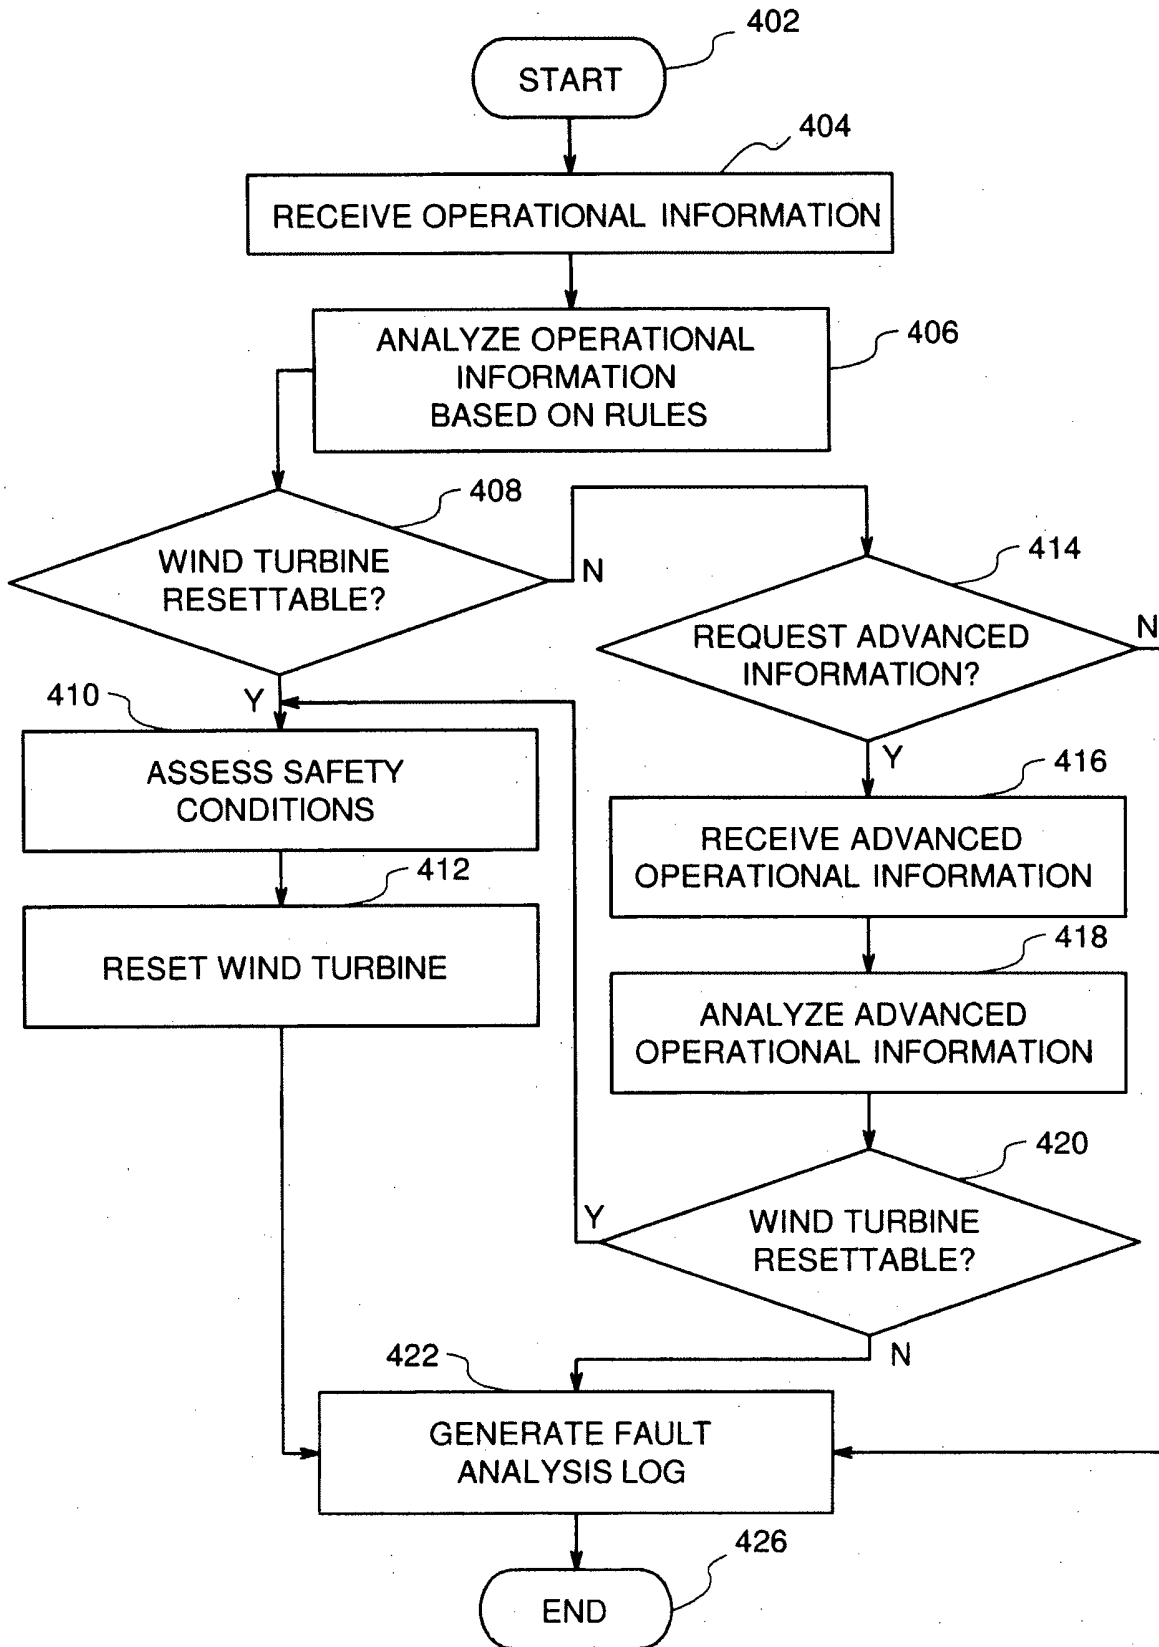 402
START
404
RECEIVE OPERATIONAL INFORMATION
ANALYZE OPERATIONAL
INFORMATION
BASED ON RULES
406
408
WIND TURBINE
RESETTABLE?
N
414
REQUEST ADVANCED
INFORMATION?
N
Y
410
ASSESS SAFETY
CONDITIONS
412
RESET WIND TURBINE
Y
416
RECEIVE ADVANCED
OPERATIONAL INFORMATION
418
ANALYZE ADVANCED
OPERATIONAL INFORMATION
420
WIND TURBINE
RESETTABLE?
Y
N
422
GENERATE FAULT
ANALYSIS LOG
426
END